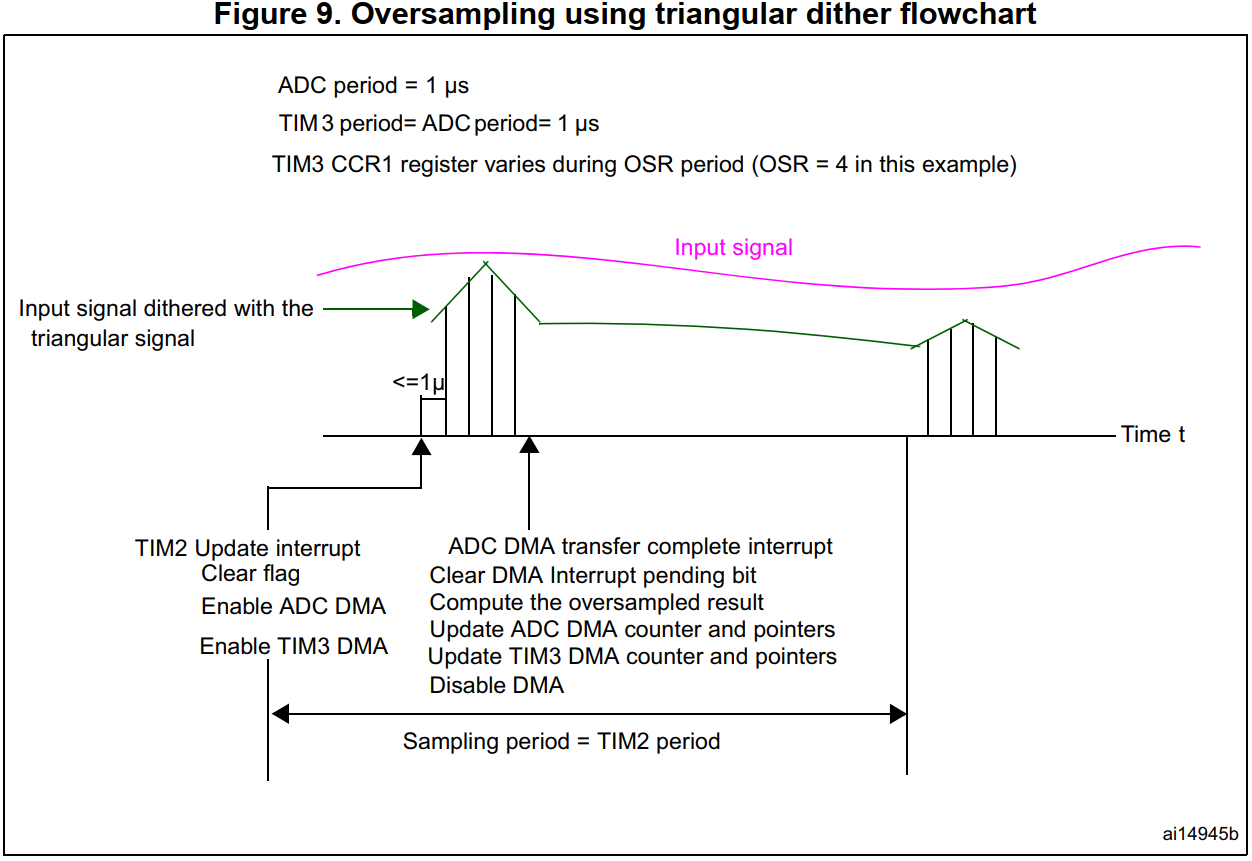 Figure 9. Oversampling using triangular dither flowchart
ADC period = 1 µs
TIM3 period= ADC period= 1 µs
TIM3 CCR1 register varies during OSR period (OSR = 4 in this example)
Input signal
Input signal dithered with the
triangular signal
<=1µ
Time t
TIM2 Update interrupt
Clear flag
Enable ADC DMA
Enable TIM3 DMA
ADC DMA transfer complete interrupt
Clear DMA Interrupt pending bit
Compute the oversampled result
Update ADC DMA counter and pointers
Update TIM3 DMA counter and pointers
Disable DMA
Sampling period = TIM2 period
ai14945b